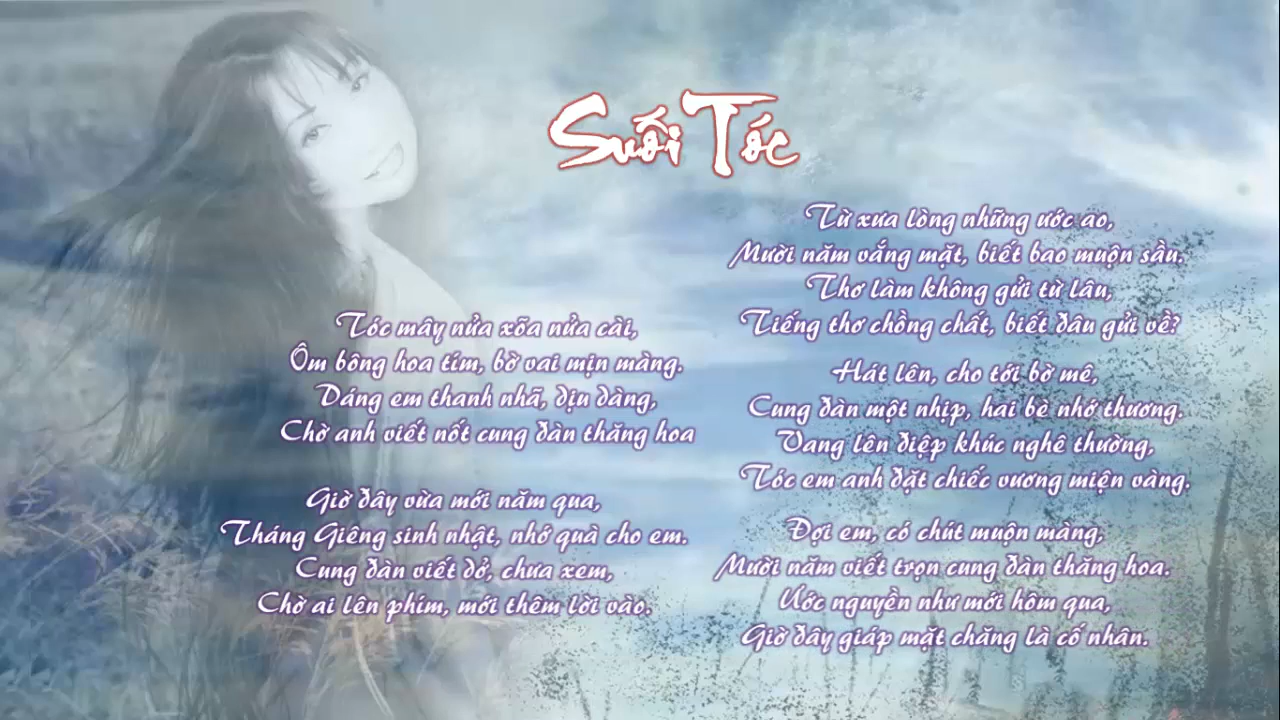 Suối Tóc
Tóc mây nửa xõa nửa cài,
Ôm bông hoa tím, bờ vai mịn màng.
Dáng em thanh nhã, dịu dàng,
Chờ anh viết nốt cung đàn thăng hoa
Giờ đây vừa mới năm qua,
Tháng Giêng sinh nhật, nhớ quà cho em.
Cung đàn viết dở, chưa xem,
Chờ ai lên phím, mới thêm lời vào.
Từ xưa lòng những ước ao,
Mười năm vắng mặt, biết bao muộn sầu.
Thơ làm không gửi từ lâu,
Tiếng thơ chồng chất, biết đâu gửi về?
Hát lên, cho tới bờ mê,
Cung đàn một nhịp, hai bè nhớ thương.
Vang lên điệp khúc nghê thường,
Tóc em anh đặt chiếc vương miện vàng.
Đợi em, có chút muộn màng,
Mười năm viết trọn cung đàn thăng hoa.
Ước nguyền như mới hôm qua,
Giờ đây giáp mặt chăng là cố nhân.